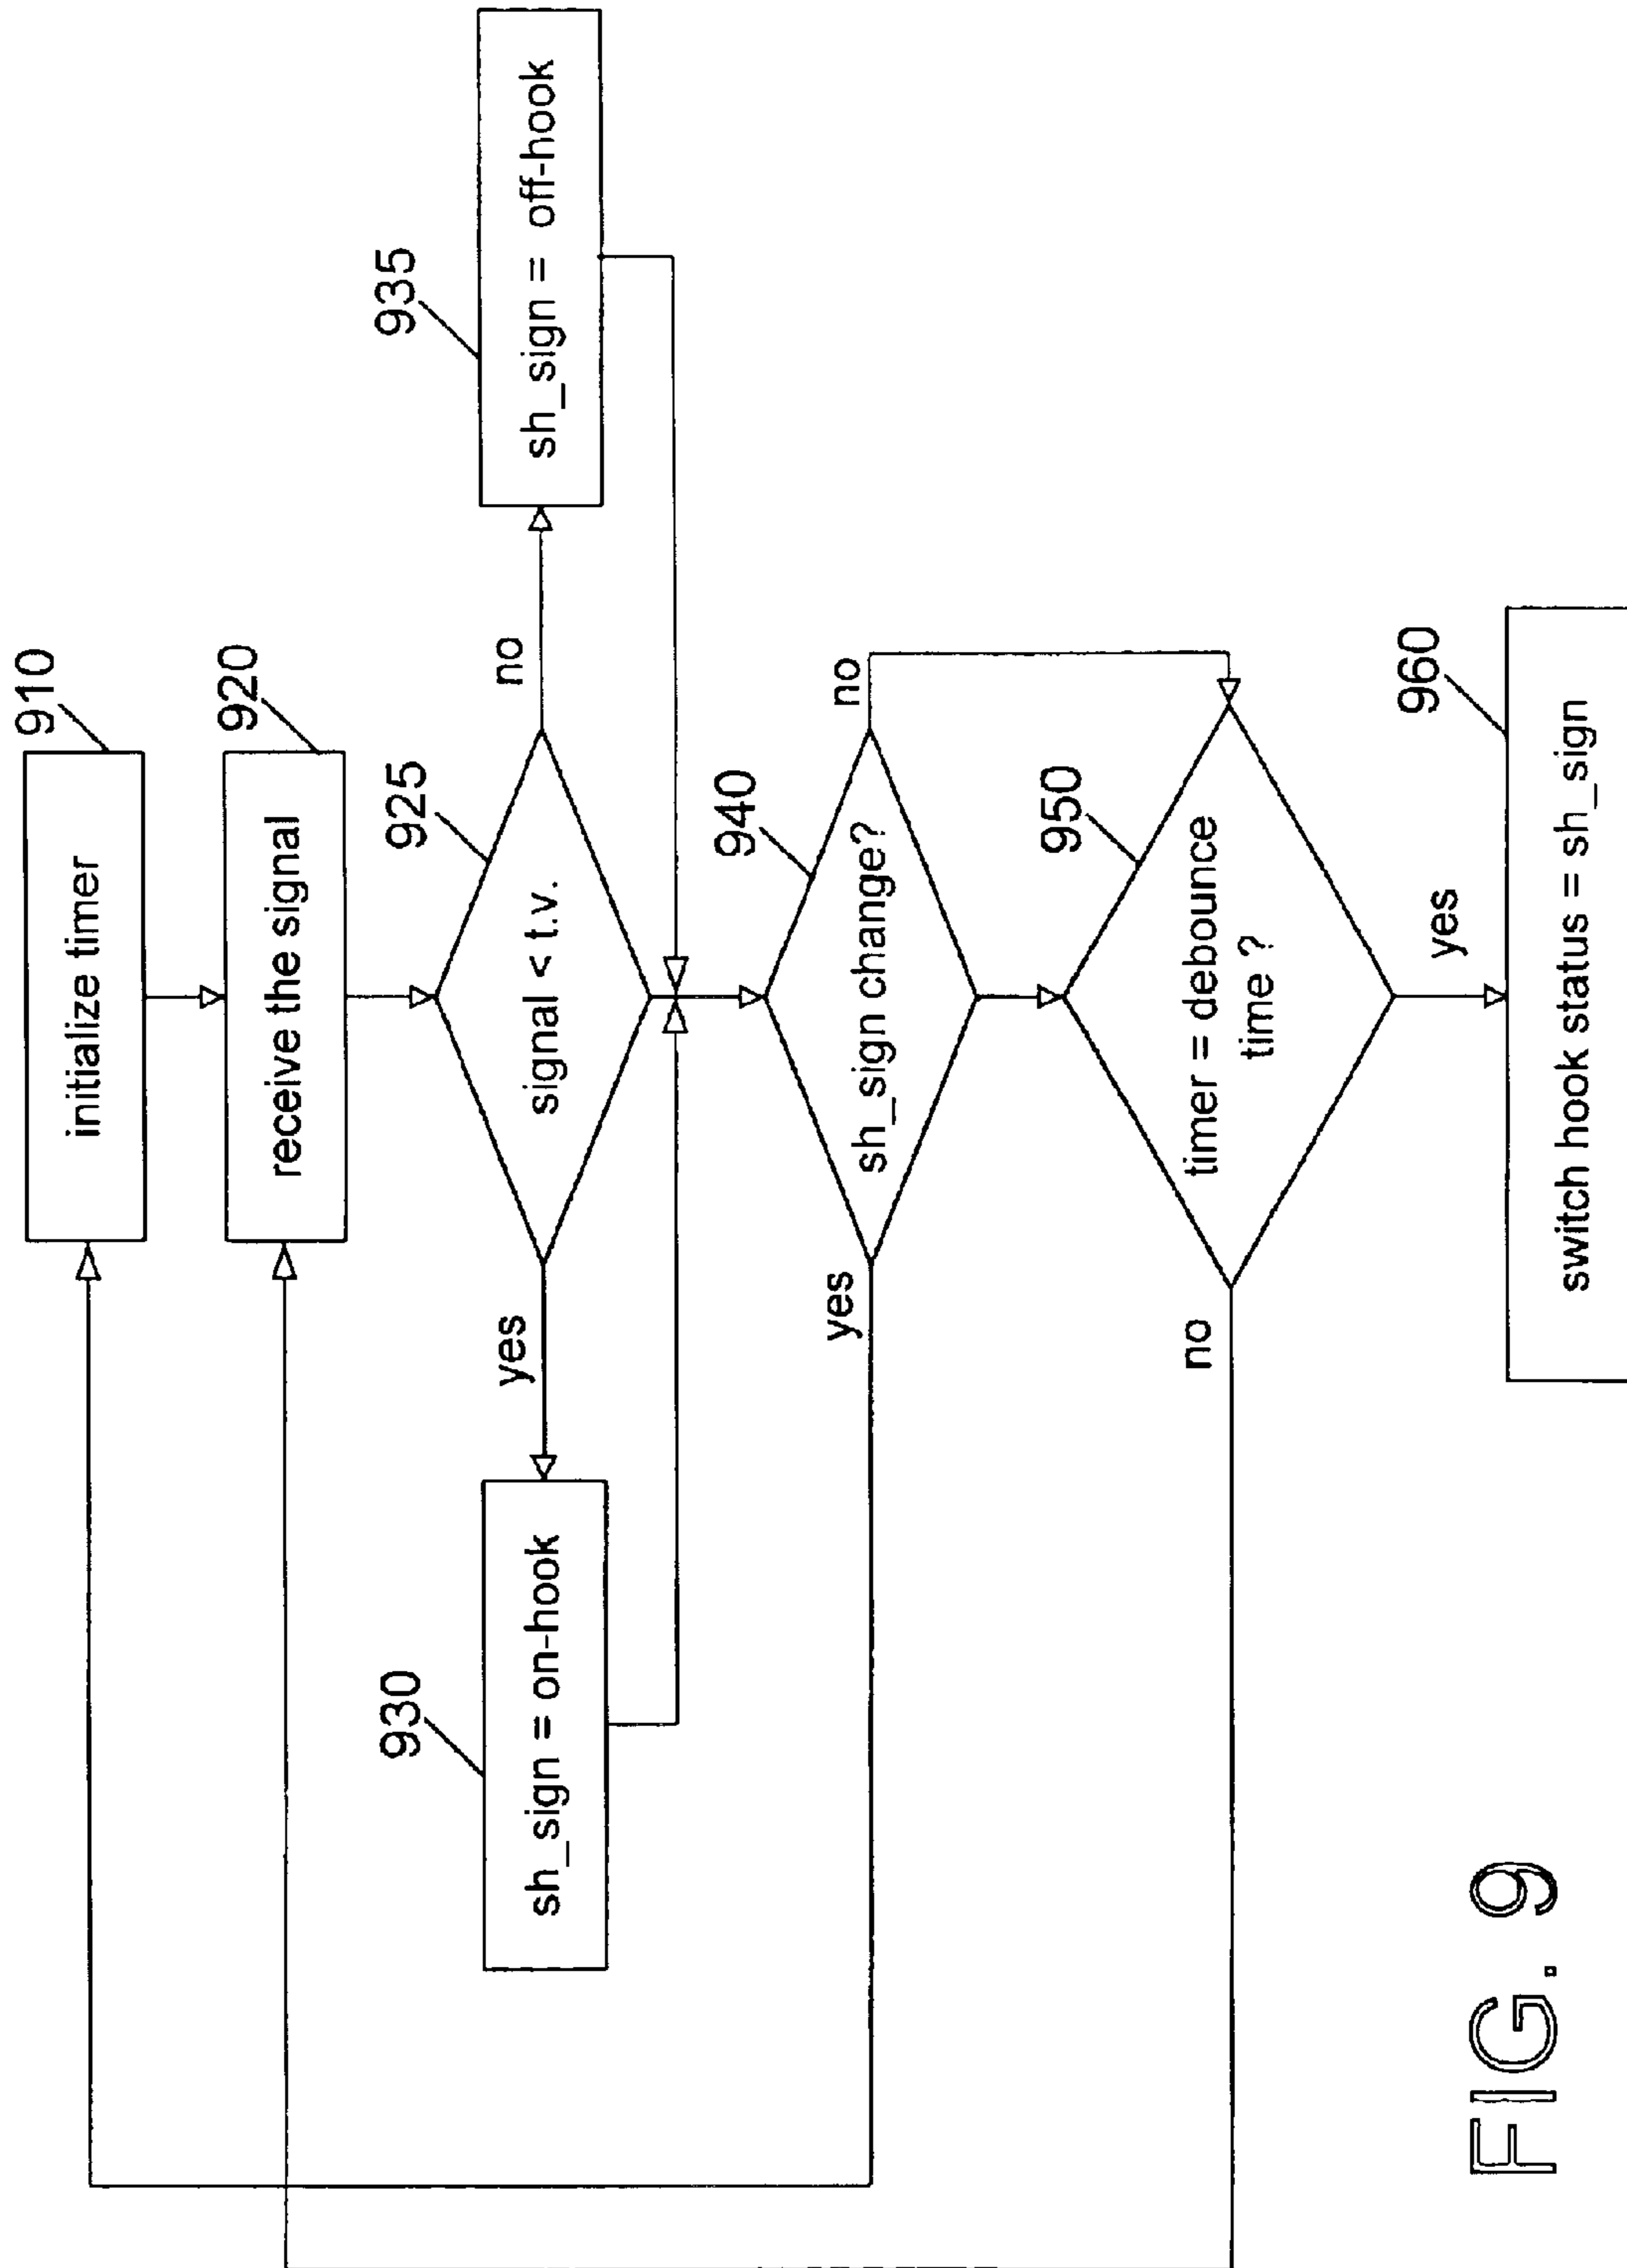 910
initialize timer
920
receive the signal
925
signal < t.v.
yes
no
930
sh_sign = on-hook
935
sh_sign = off-hook
940
sh_sign change?
yes
no
950
timer = debounce
time ?
no
yes
960
switch hook status = sh_sign
FIG. 9